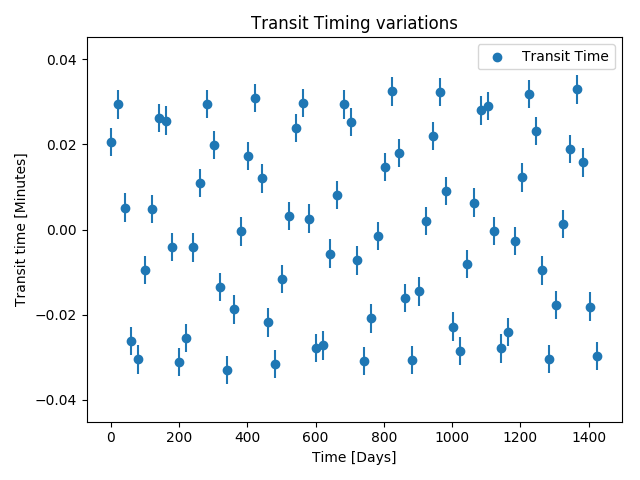 Transit Timing variations
Transit Time
Transit time [Minutes]
0.04
0.02
0.00
−0.02
−0.04
0 200 400 600 800 1000 1200 1400
Time [Days]